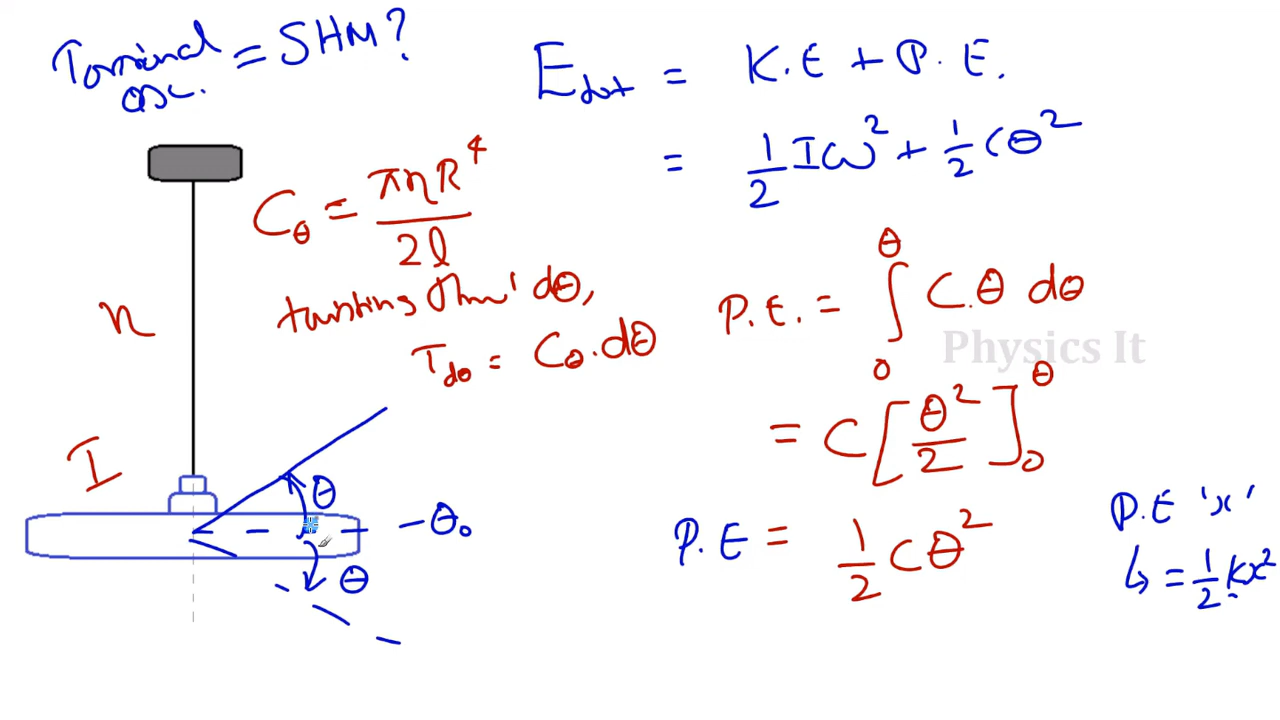 Torsional osc. = SHM?
E_tot = K.E + P.E.
= 1/2 Iω² + 1/2 Cθ²
C_θ = πηR⁴ / 2l
twisting thru' dθ,
T_dθ = C_θ . dθ
η
I
θ
-θ₀
θ
P.E. = ∫₀^θ C.θ dθ
Physics It
= C [θ²/2]₀^θ
P.E = 1/2 Cθ²
P.E 'x'
↳ = 1/2 kx²